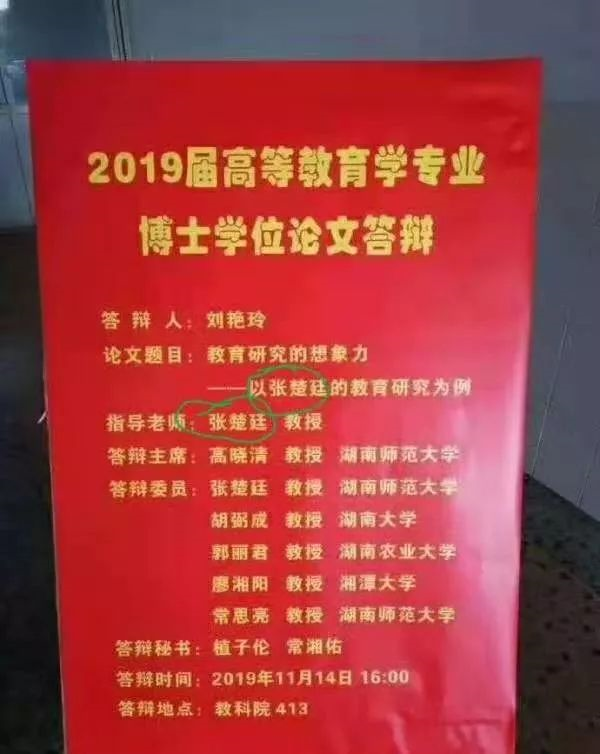 2019届高等教育学专业
博士学位论文答辩
答 辩 人：刘艳玲
论文题目：教育研究的想象力
——以张楚廷的教育研究为例
指导老师：张楚廷 教授
答辩主席：高晓清 教授 湖南师范大学
答辩委员：张楚廷 教授 湖南师范大学
胡弼成 教授 湖南大学
郭丽君 教授 湖南农业大学
廖湘阳 教授 湘潭大学
常思亮 教授 湖南师范大学
答辩秘书：植子伦 常湘佑
答辩时间：2019年11月14日 16:00
答辩地点：教科院 413